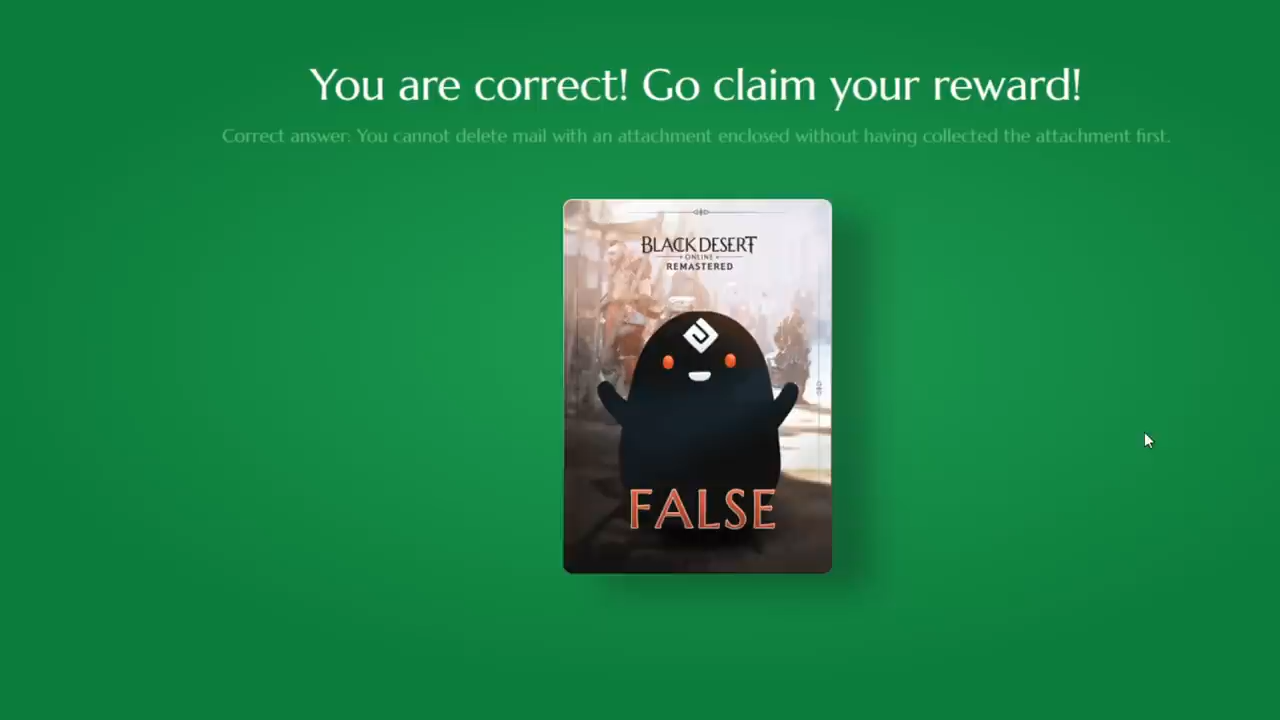 You are correct! Go claim your reward!
Correct answer: You cannot delete mail with an attachment enclosed without having collected the attachment first.
BLACK DESERT
ONLINE
REMASTERED
FALSE